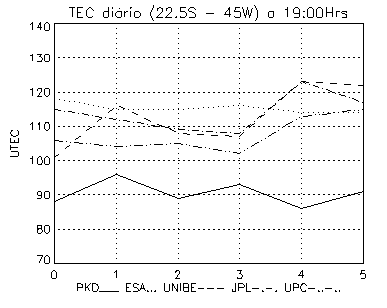 TEC diário (22.5S - 45W) a 19:00Hrs
140
130
120
110
100
90
80
70
UTEC
0 1 2 3 4 5
PKD___ ESA... UNIBE--- JPL-.-. UPC-..-..